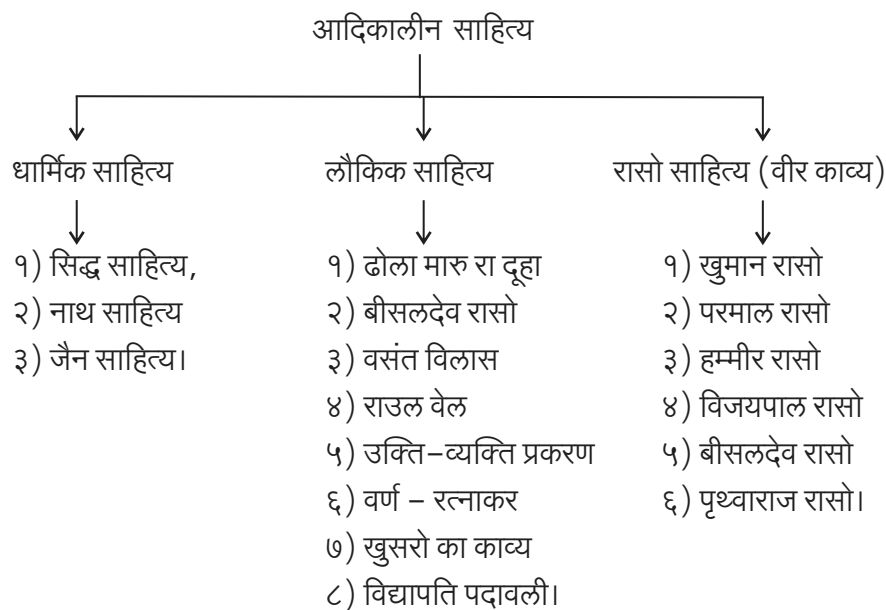 आदिकालीन साहित्य
धार्मिक साहित्य
लौकिक साहित्य
रासो साहित्य (वीर काव्य)
१) सिद्ध साहित्य,
२) नाथ साहित्य
३) जैन साहित्य।
१) ढोला मारु रा दूहा
२) बीसलदेव रासो
३) वसंत विलास
४) राउल वेल
५) उक्ति–व्यक्ति प्रकरण
६) वर्ण – रत्नाकर
७) खुसरो का काव्य
८) विद्यापति पदावली।
१) खुमान रासो
२) परमाल रासो
३) हम्मीर रासो
४) विजयपाल रासो
५) बीसलदेव रासो
६) पृथ्वाराज रासो।